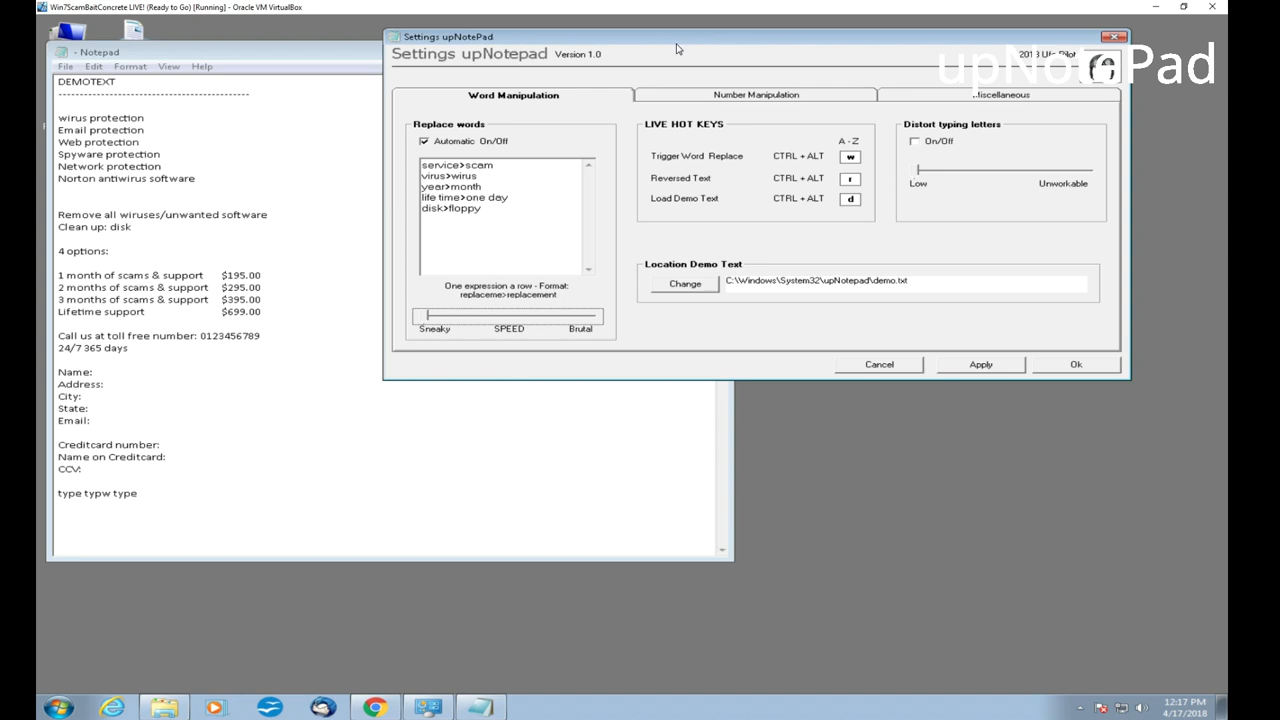 Win7ScamBaitConcrete LIVE! (Ready to Go) [Running] - Oracle VM VirtualBox
- Notepad
File Edit Format View Help
DEMOTEXT
------------------------------------------
wirus protection
Email protection
Web protection
Spyware protection
Network protection
Norton antiwirus software
Remove all wiruses/unwanted software
Clean up: disk
4 options:
1 month of scams & support $195.00
2 months of scams & support $295.00
3 months of scams & support $395.00
Lifetime support $699.00
Call us at toll free number: 0123456789
24/7 365 days
Name:
Address:
City:
State:
Email:
Creditcard number:
Name on Creditcard:
CCV:
type typw type
Settings upNotePad
Settings upNotepad Version 1.0
upNotePad
Word Manipulation
Number Manipulation
Miscellaneous
Replace words
Automatic On/Off
service>scam
virus>wirus
year>month
life time>one day
disk>floppy
One expression a row - Format:
replaceme>replacement
Sneaky SPEED Brutal
LIVE HOT KEYS
A - Z
Trigger Word Replace CTRL + ALT w
Reversed Text CTRL + ALT r
Load Demo Text CTRL + ALT d
Distort typing letters
On/Off
Low Unworkable
Location Demo Text
Change C:\Windows\System32\upNotepad\demo.txt
Cancel Apply Ok
12:17 PM
4/17/2018